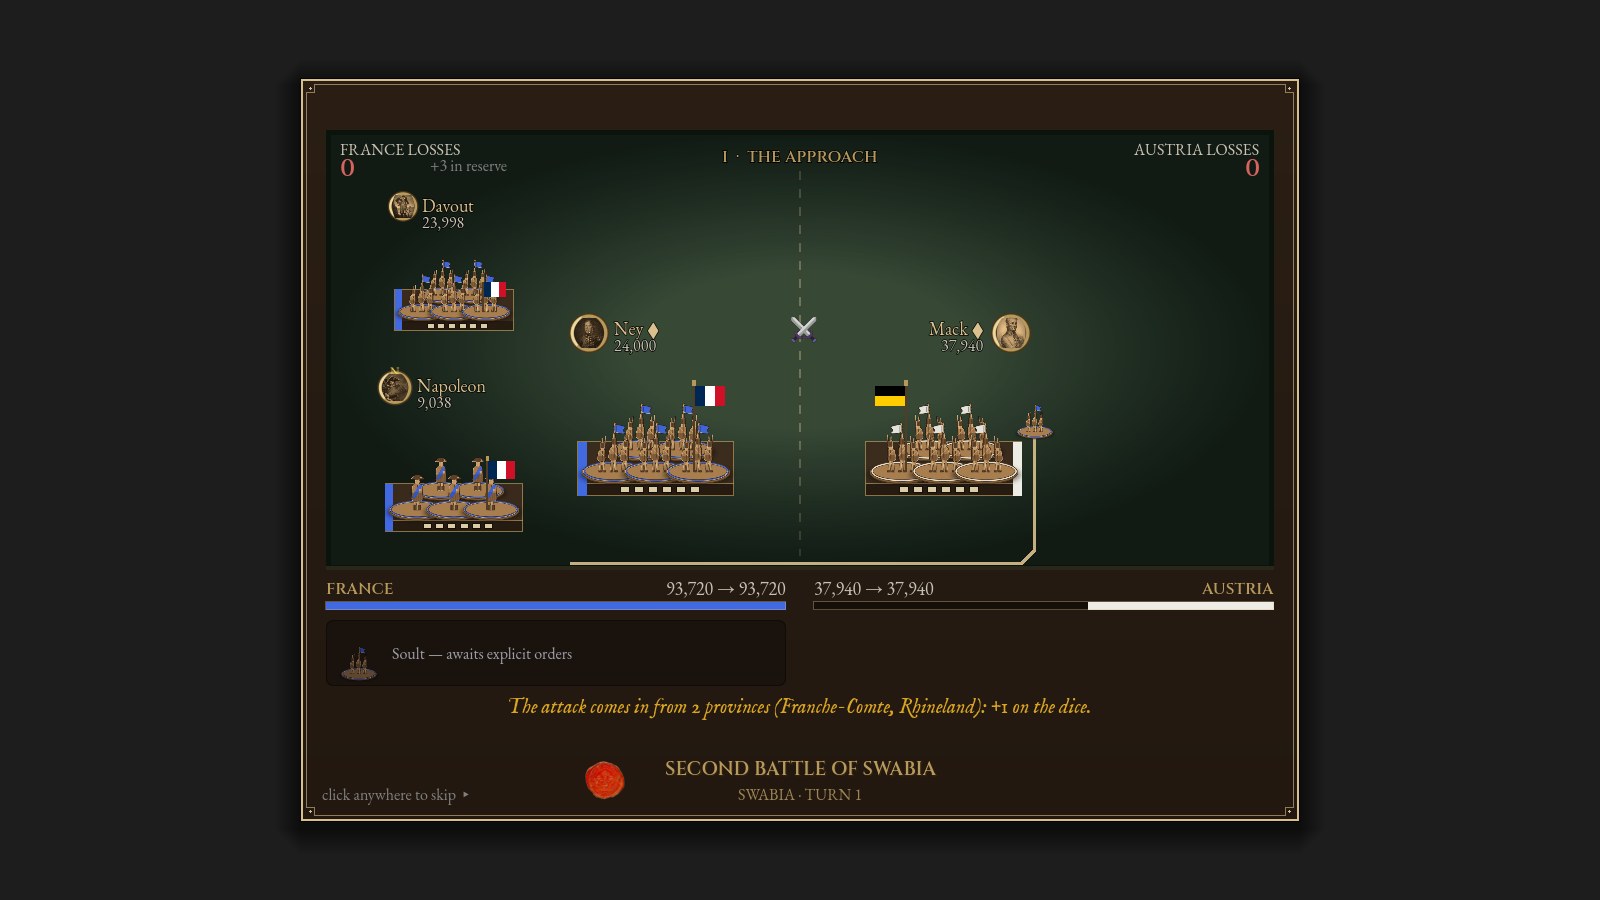 FRANCE LOSSES
0
+3 in reserve
I · THE APPROACH
AUSTRIA LOSSES
0
Davout
23,998
Ney
24,000
Mack
37,940
N
Napoleon
9,038
FRANCE
93,720 → 93,720
37,940 → 37,940
AUSTRIA
Soult — awaits explicit orders
The attack comes in from 2 provinces (Franche-Comte, Rhineland): +1 on the dice.
SECOND BATTLE OF SWABIA
SWABIA · TURN 1
click anywhere to skip ▸